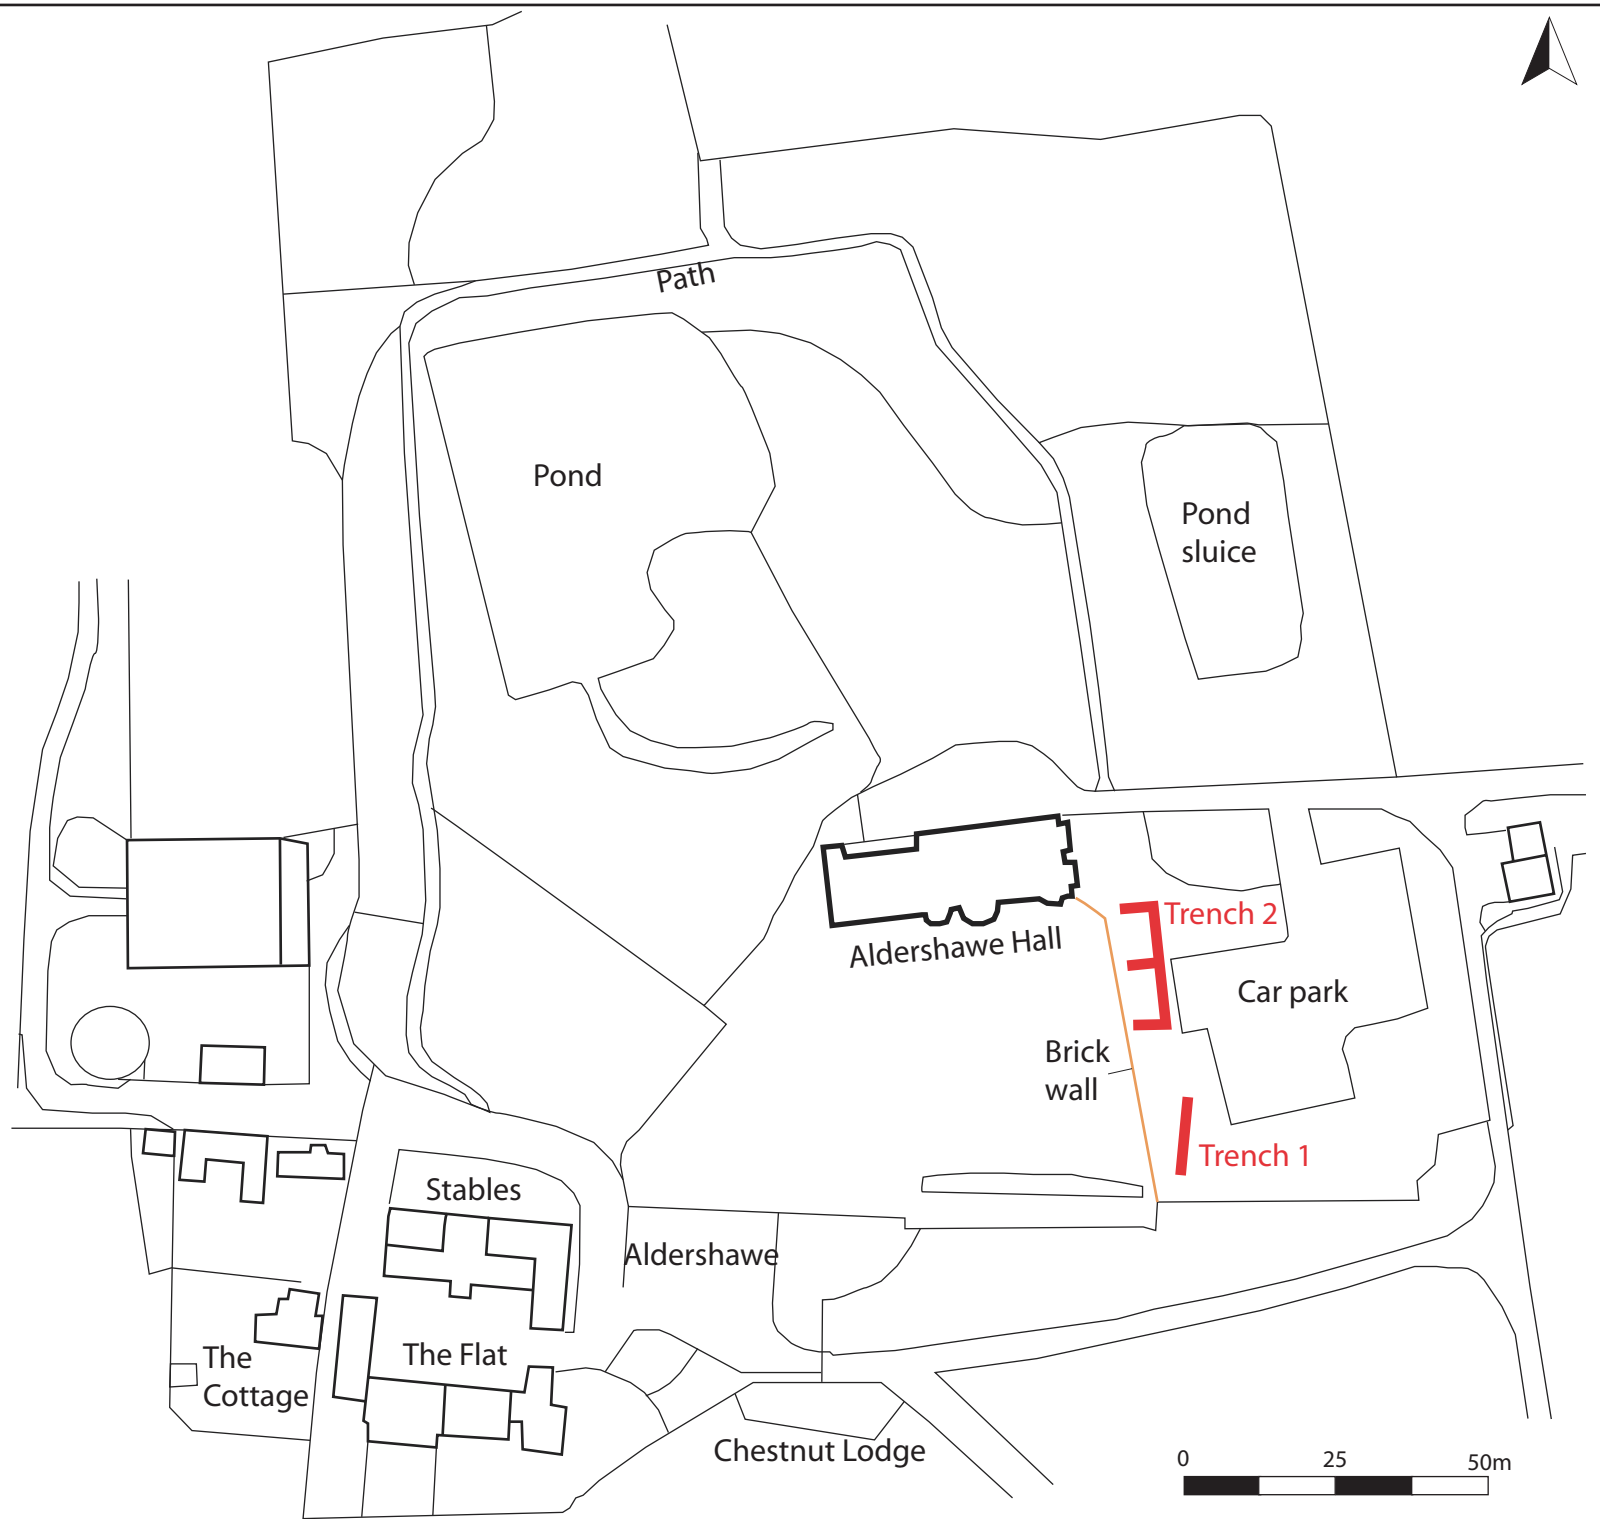 Path
Pond
Pond
sluice
Trench 2
Aldershawe Hall
Car park
Brick
wall
Trench 1
Stables
Aldershawe
The Flat
The
Cottage
Chestnut Lodge
0 25 50m